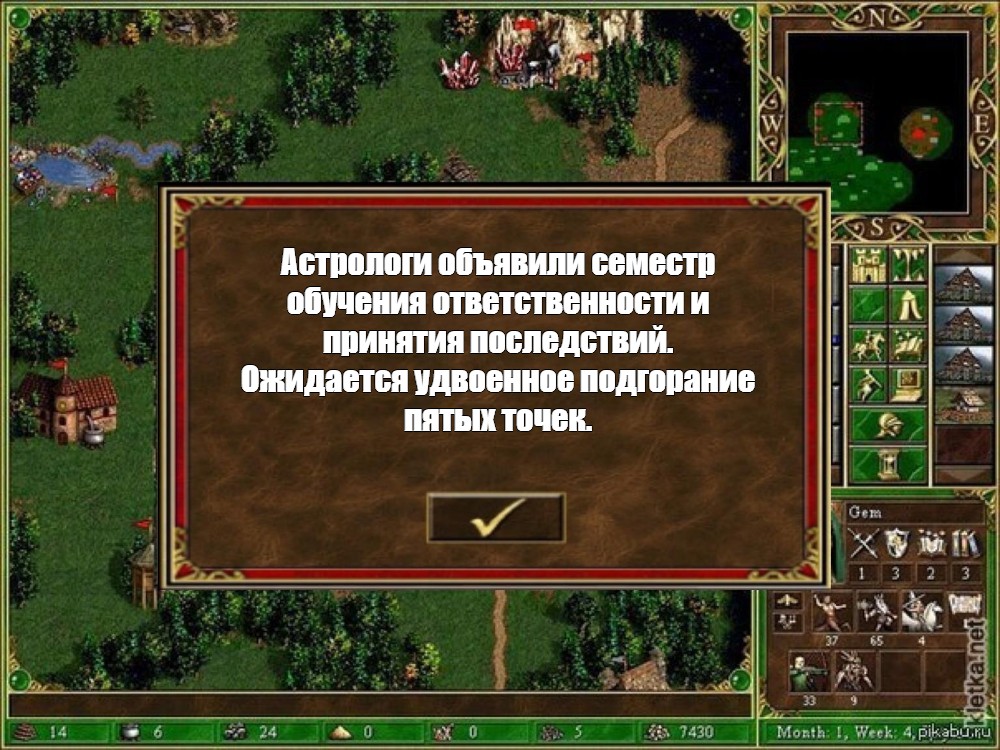 N
W
E
S
Астрологи объявили семестр
обучения ответственности и
принятия последствий.
Ожидается удвоенное подгорание
пятых точек.
Gem
1 3 2 3
37 65 4
33 9
kletka.net
14 6 24 0 0 5 7430
Month: 1, Week: 4,
pikabu.ru